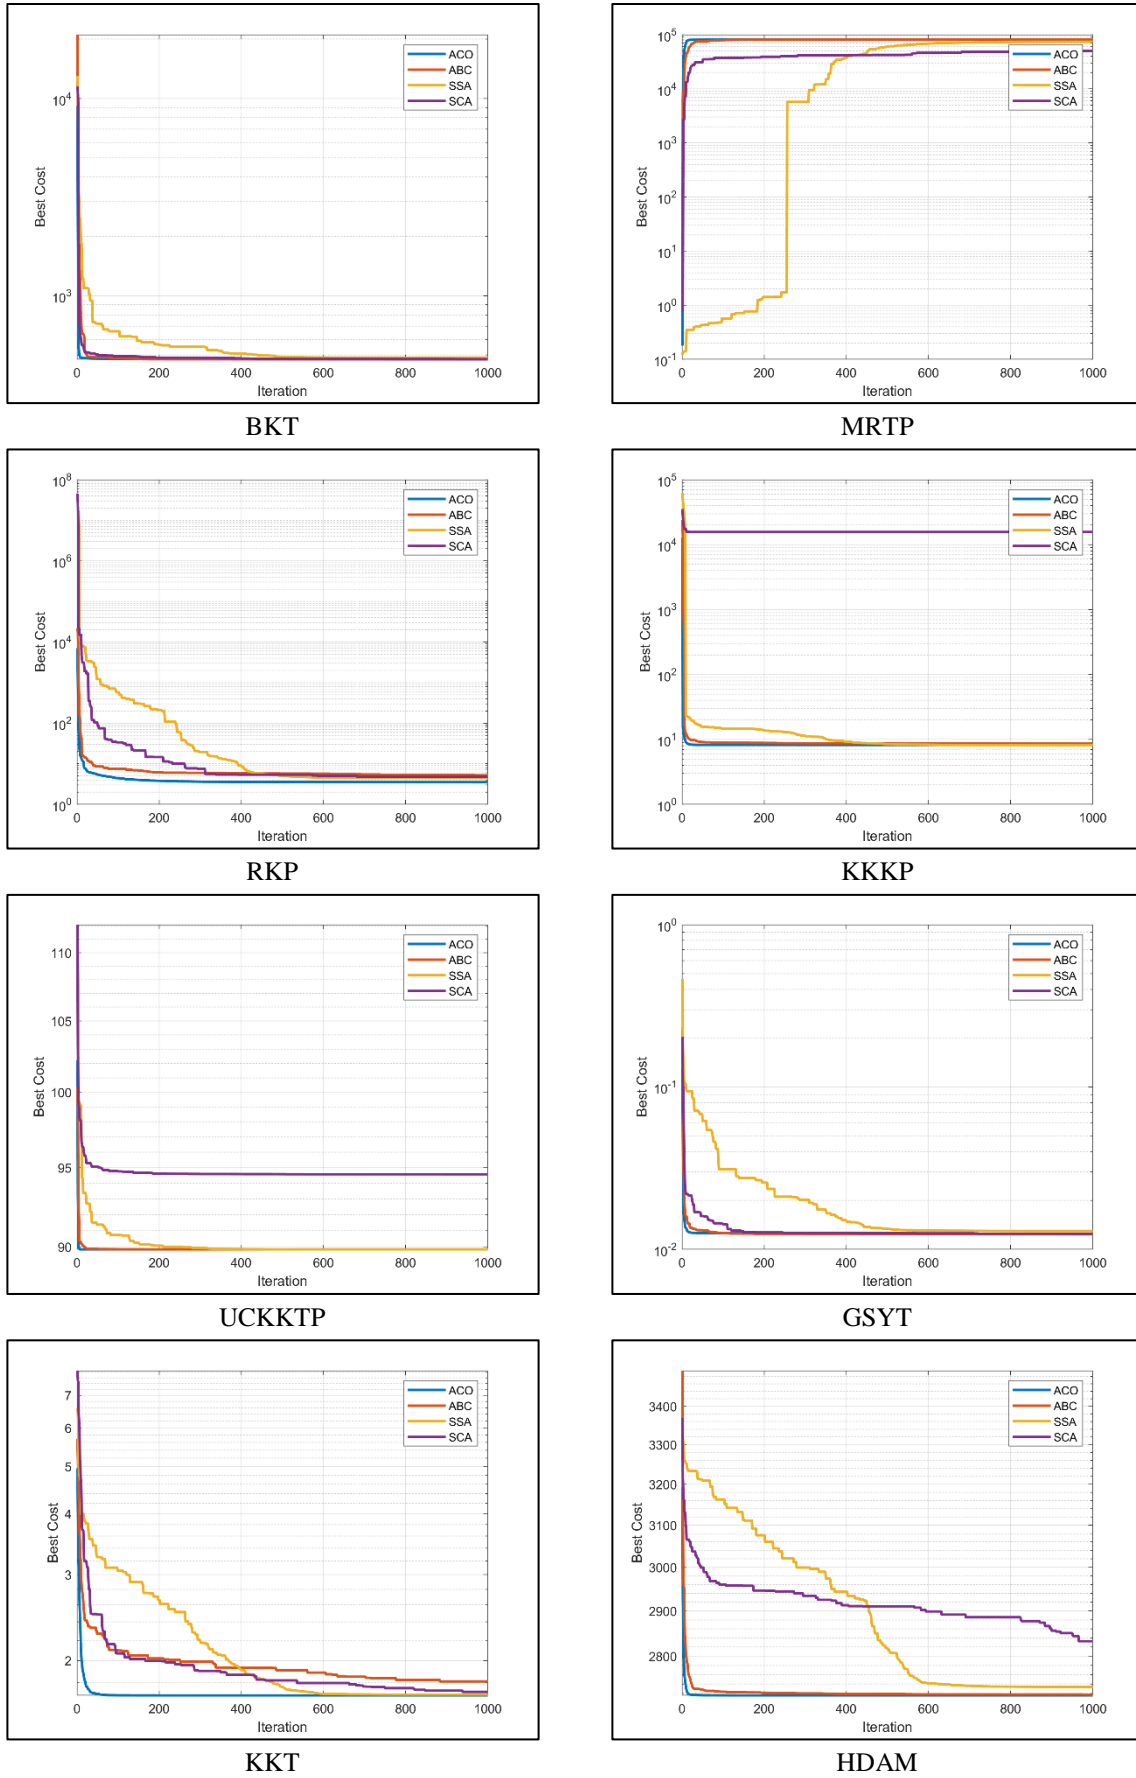 10^4
10^3
Best Cost
0 200 400 600 800 1000
Iteration
ACO
ABC
SSA
SCA
BKT
10^5
10^4
10^3
10^2
10^1
10^0
10^-1
Best Cost
0 200 400 600 800 1000
Iteration
ACO
ABC
SSA
SCA
MRTP
10^8
10^6
10^4
10^2
10^0
Best Cost
0 200 400 600 800 1000
Iteration
ACO
ABC
SSA
SCA
RKP
10^5
10^4
10^3
10^2
10^1
10^0
Best Cost
0 200 400 600 800 1000
Iteration
ACO
ABC
SSA
SCA
KKKP
110
105
100
95
90
Best Cost
0 200 400 600 800 1000
Iteration
ACO
ABC
SSA
SCA
UCKKTP
10^0
10^-1
10^-2
Best Cost
0 200 400 600 800 1000
Iteration
ACO
ABC
SSA
SCA
GSYT
7
6
5
4
3
2
Best Cost
0 200 400 600 800 1000
Iteration
ACO
ABC
SSA
SCA
KKT
3400
3300
3200
3100
3000
2900
2800
Best Cost
0 200 400 600 800 1000
Iteration
ACO
ABC
SSA
SCA
HDAM